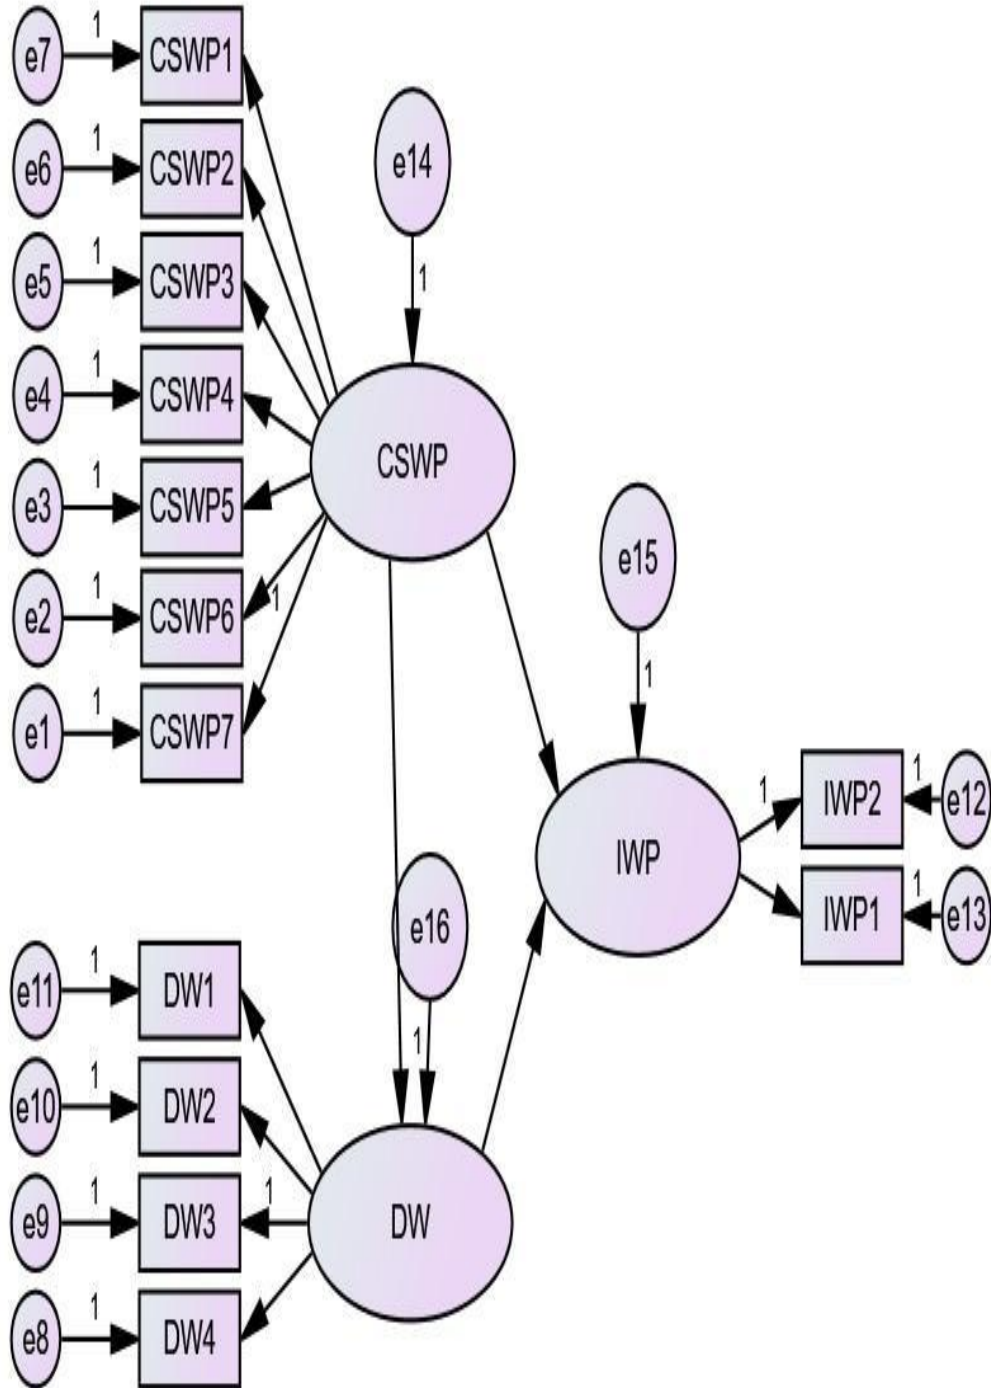 e7 1 CSWP1
e6 1 CSWP2
e5 1 CSWP3
e4 1 CSWP4
e3 1 CSWP5
e2 1 CSWP6 1
e1 1 CSWP7
e14
1
CSWP
e15
1
IWP
1 IWP2 1 e12
IWP1 1 e13
e16
1
e11 1 DW1
e10 1 DW2
e9 1 DW3 1
e8 1 DW4
DW